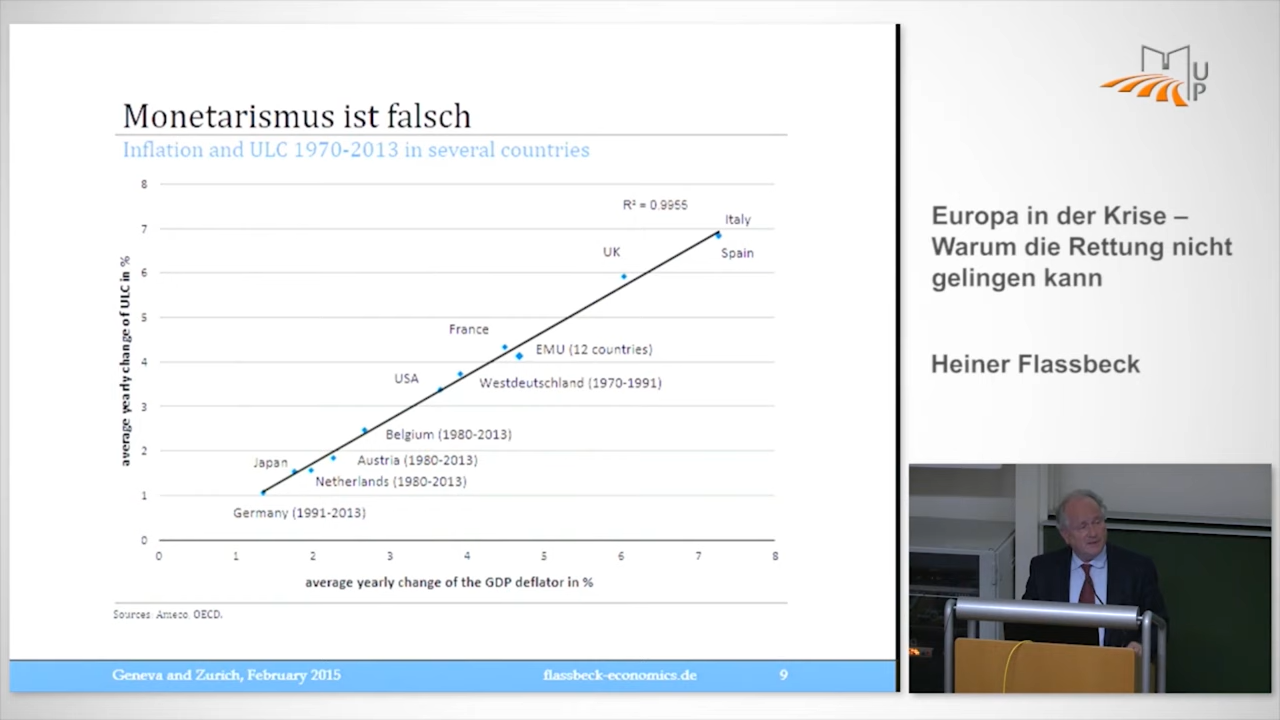 Monetarismus ist falsch
Inflation and ULC 1970-2013 in several countries
8
7
6
5
4
3
2
1
0
average yearly change of ULC in %
R² = 0.9955
Italy
Spain
UK
France
EMU (12 countries)
USA
Westdeutschland (1970-1991)
Belgium (1980-2013)
Japan
Austria (1980-2013)
Netherlands (1980-2013)
Germany (1991-2013)
0 1 2 3 4 5 6 7 8
average yearly change of the GDP deflator in %
Sources: Ameco, OECD.
Geneva and Zurich, February 2015
flassbeck-economics.de
9
M U P
Europa in der Krise –
Warum die Rettung nicht
gelingen kann
Heiner Flassbeck